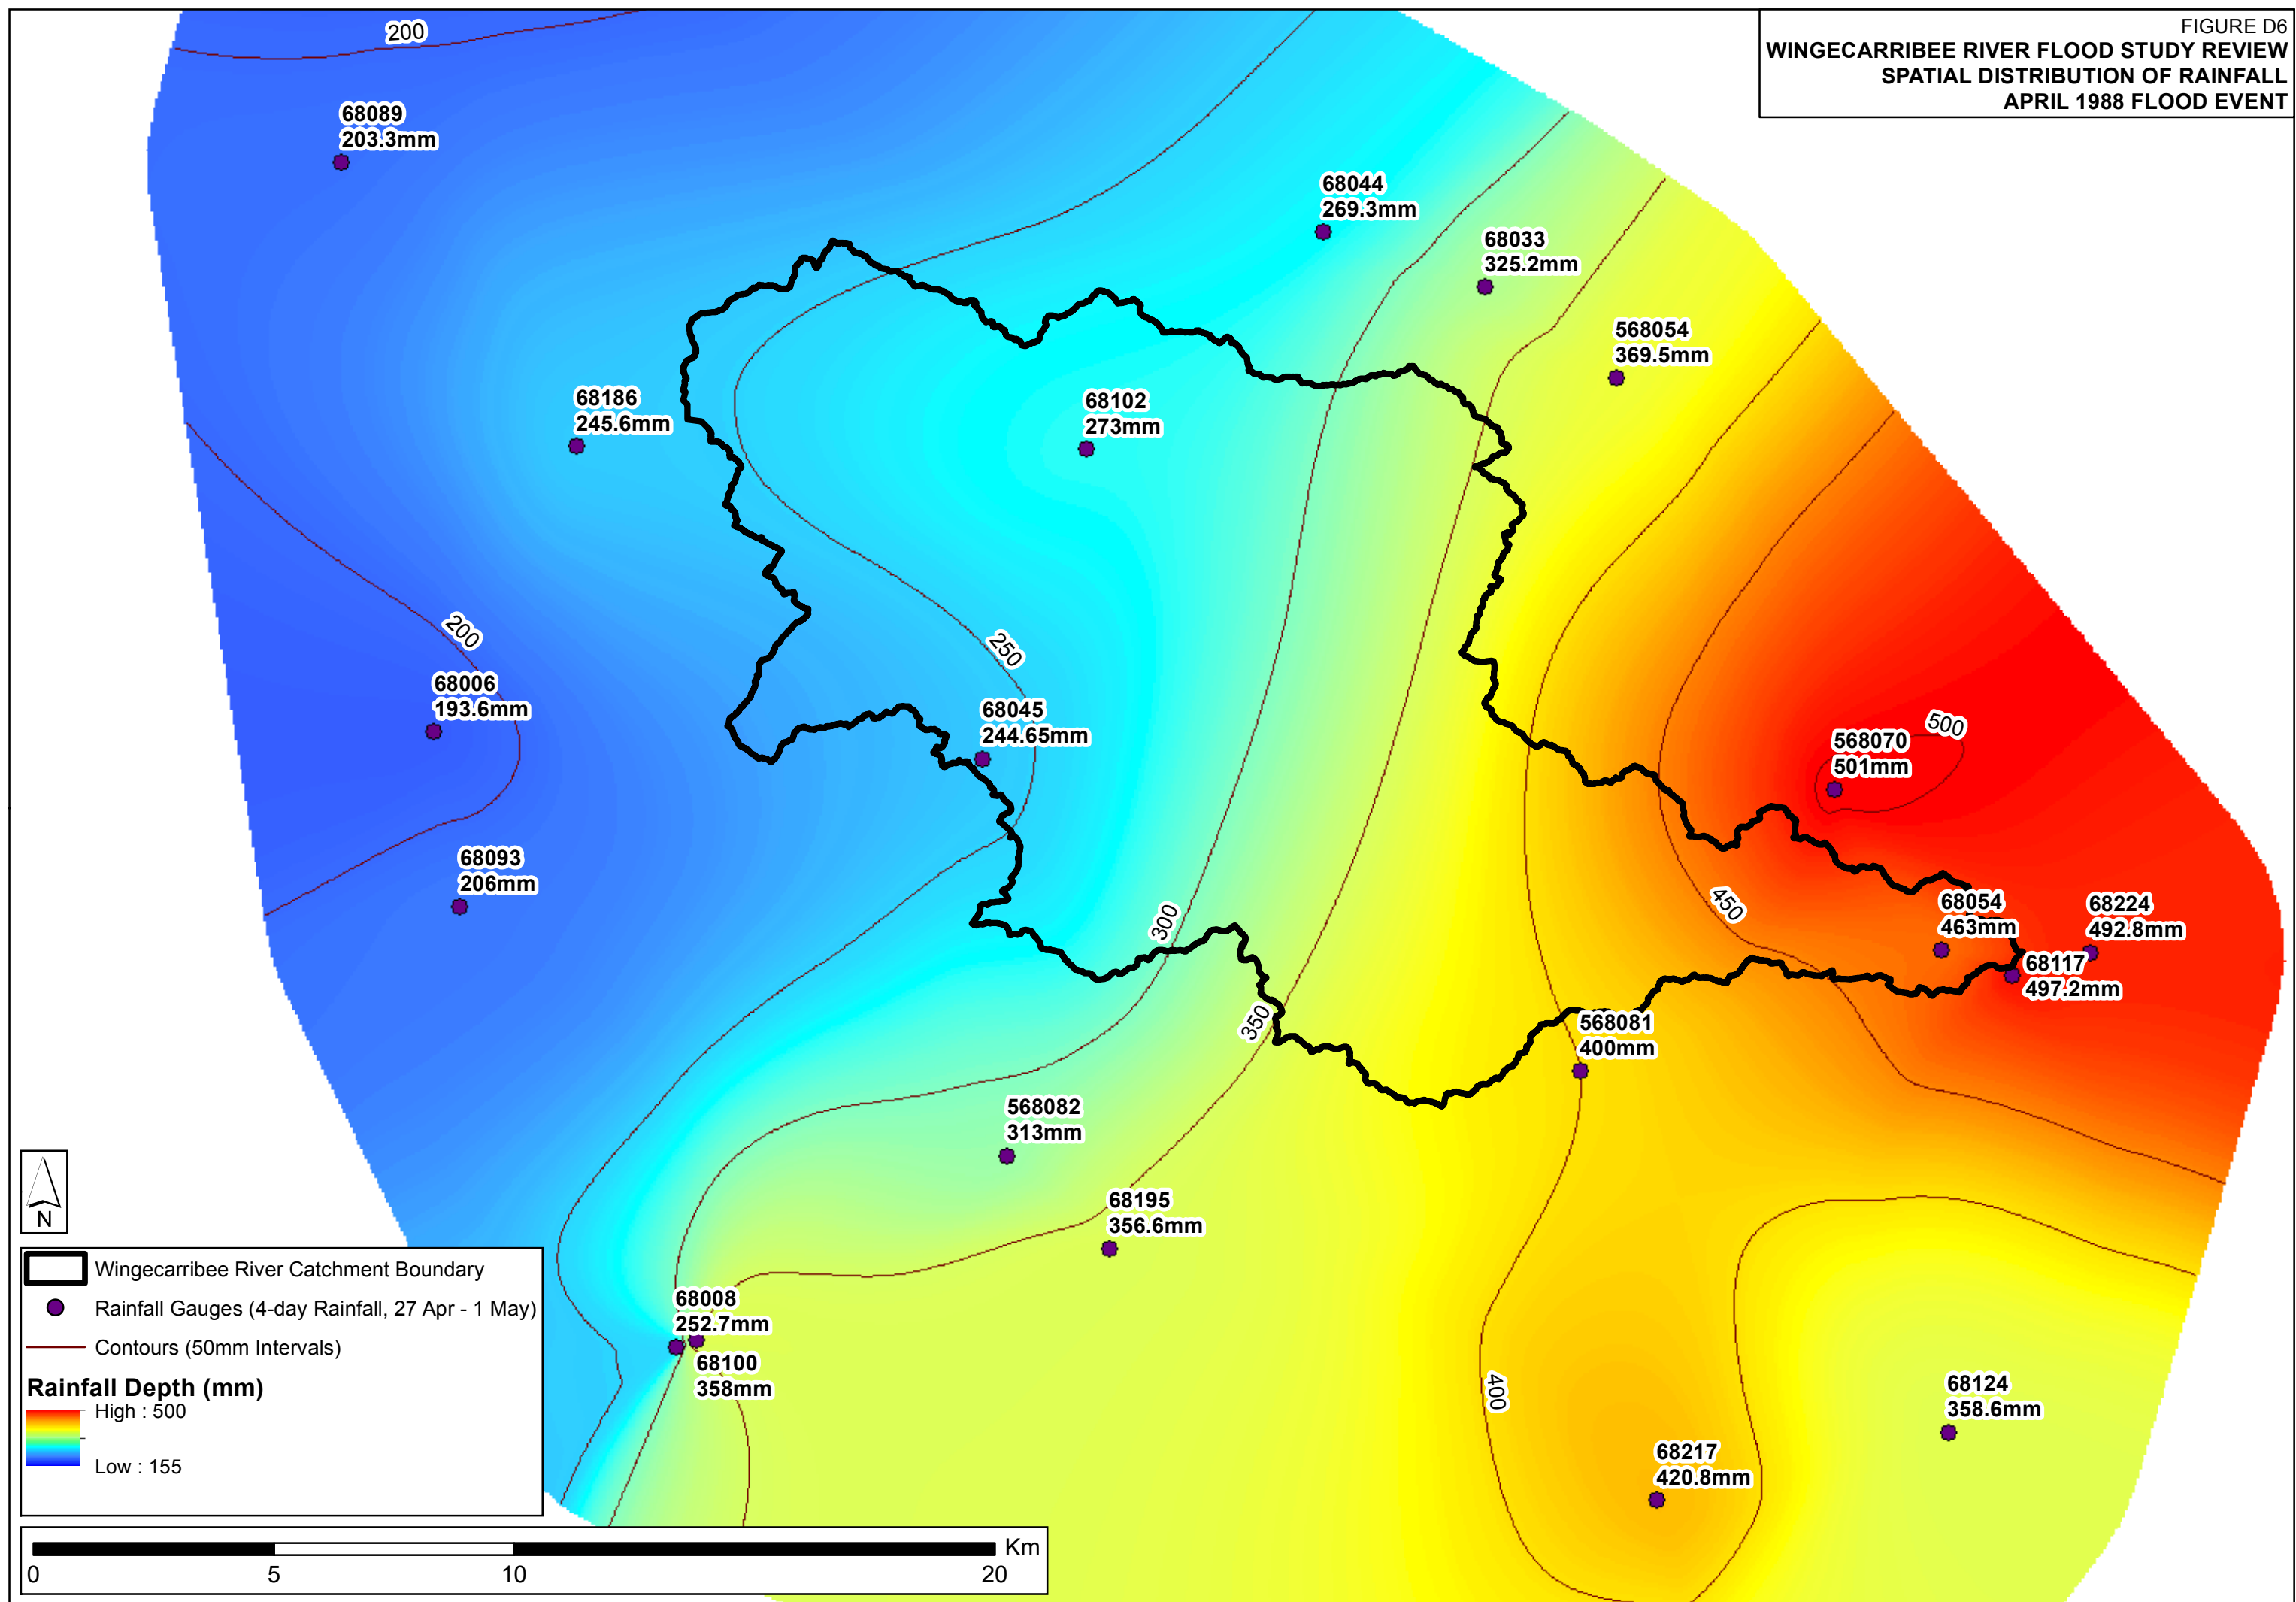 FIGURE D6
WINGECARRIBEE RIVER FLOOD STUDY REVIEW
SPATIAL DISTRIBUTION OF RAINFALL
APRIL 1988 FLOOD EVENT
200
68089
203.3mm
68044
269.3mm
68033
325.2mm
568054
369.5mm
68186
245.6mm
68102
273mm
200
250
68006
193.6mm
68045
244.65mm
500
568070
501mm
68093
206mm
450
300
68054
463mm
68224
492.8mm
68117
497.2mm
350
568081
400mm
568082
313mm
68195
356.6mm
68008
252.7mm
68100
358mm
400
68124
358.6mm
68217
420.8mm
N
Wingecarribee River Catchment Boundary
Rainfall Gauges (4-day Rainfall, 27 Apr - 1 May)
Contours (50mm Intervals)
Rainfall Depth (mm)
High : 500
Low : 155
Km
0 5 10 20